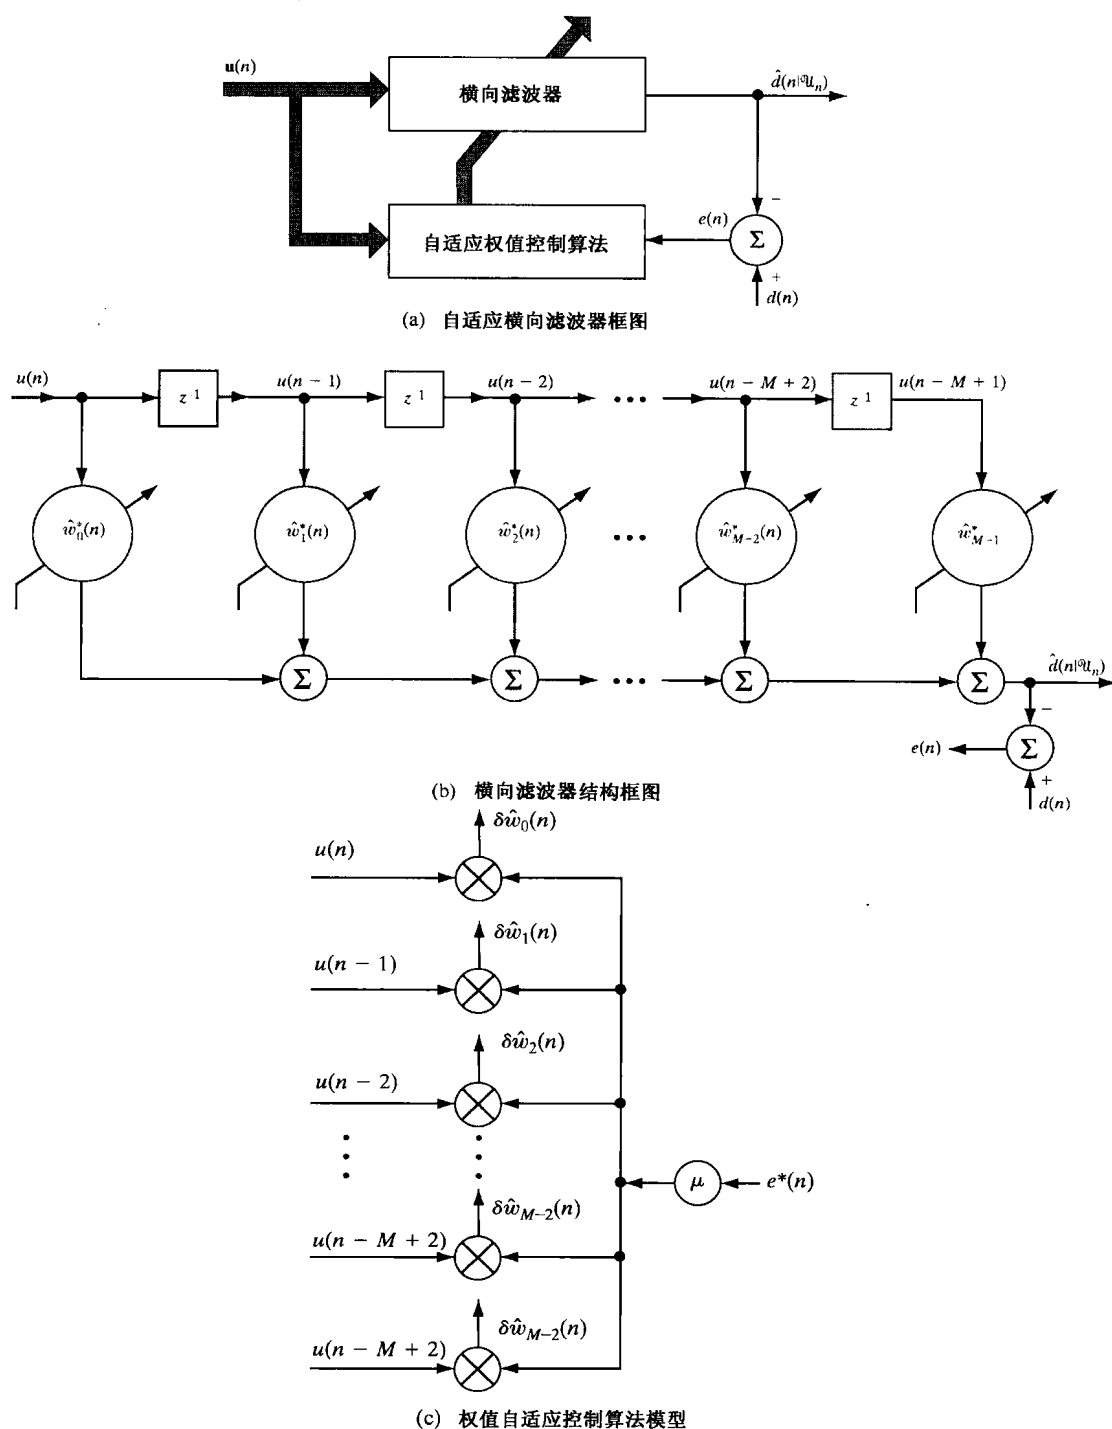 u(n)
横向滤波器
d̂(n|𝒰ₙ)
−
e(n)
Σ
自适应权值控制算法
+
d(n)
(a) 自适应横向滤波器框图
u(n)
z⁻¹
u(n − 1)
z⁻¹
u(n − 2)
•••
u(n − M + 2)
z⁻¹
u(n − M + 1)
ŵ₀*(n)
ŵ₁*(n)
ŵ₂*(n)
•••
ŵ*_{M−2}(n)
ŵ*_{M−1}
Σ
Σ
•••
Σ
Σ
d̂(n|𝒰ₙ)
−
e(n)
Σ
+
d(n)
(b) 横向滤波器结构框图
δŵ₀(n)
u(n)
δŵ₁(n)
u(n − 1)
δŵ₂(n)
u(n − 2)
μ
e*(n)
δŵ_{M−2}(n)
u(n − M + 2)
δŵ_{M−2}(n)
u(n − M + 2)
(c) 权值自适应控制算法模型